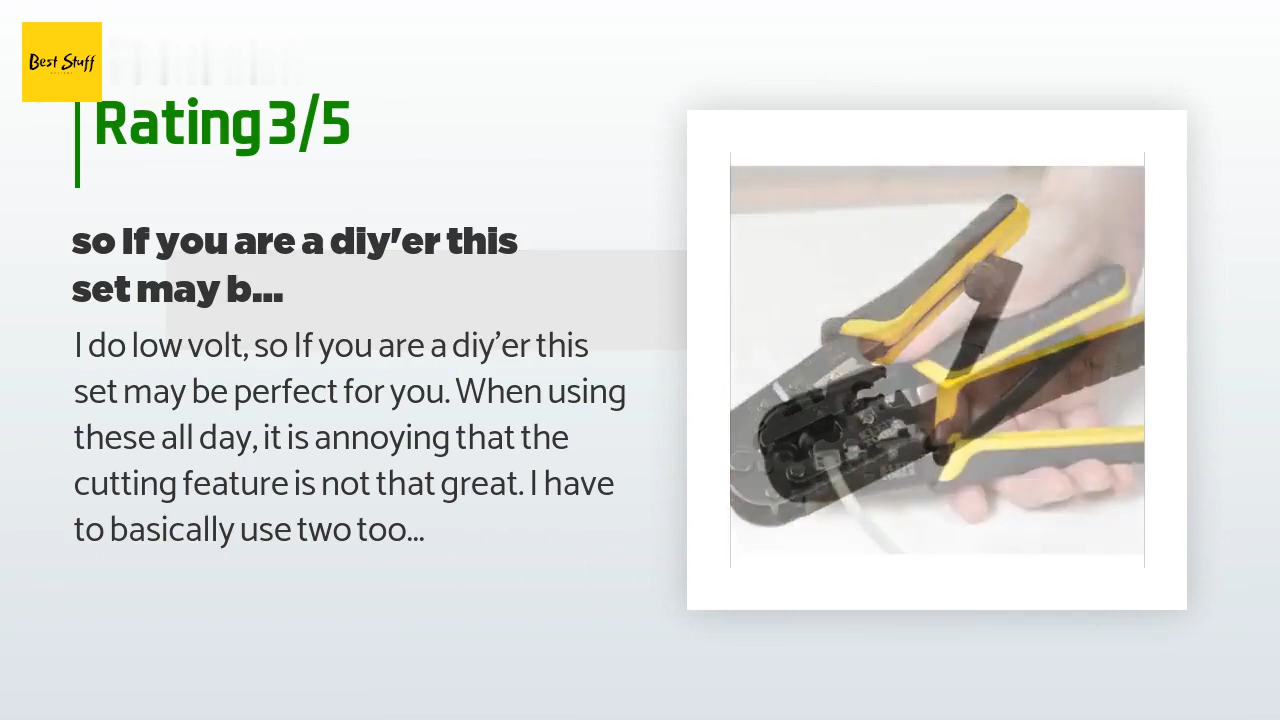 Best Stuff
Rating 3/5
so If you are a diy'er this
set may b...
I do low volt, so If you are a diy'er this
set may be perfect for you. When using
these all day, it is annoying that the
cutting feature is not that great. I have
to basically use two too...